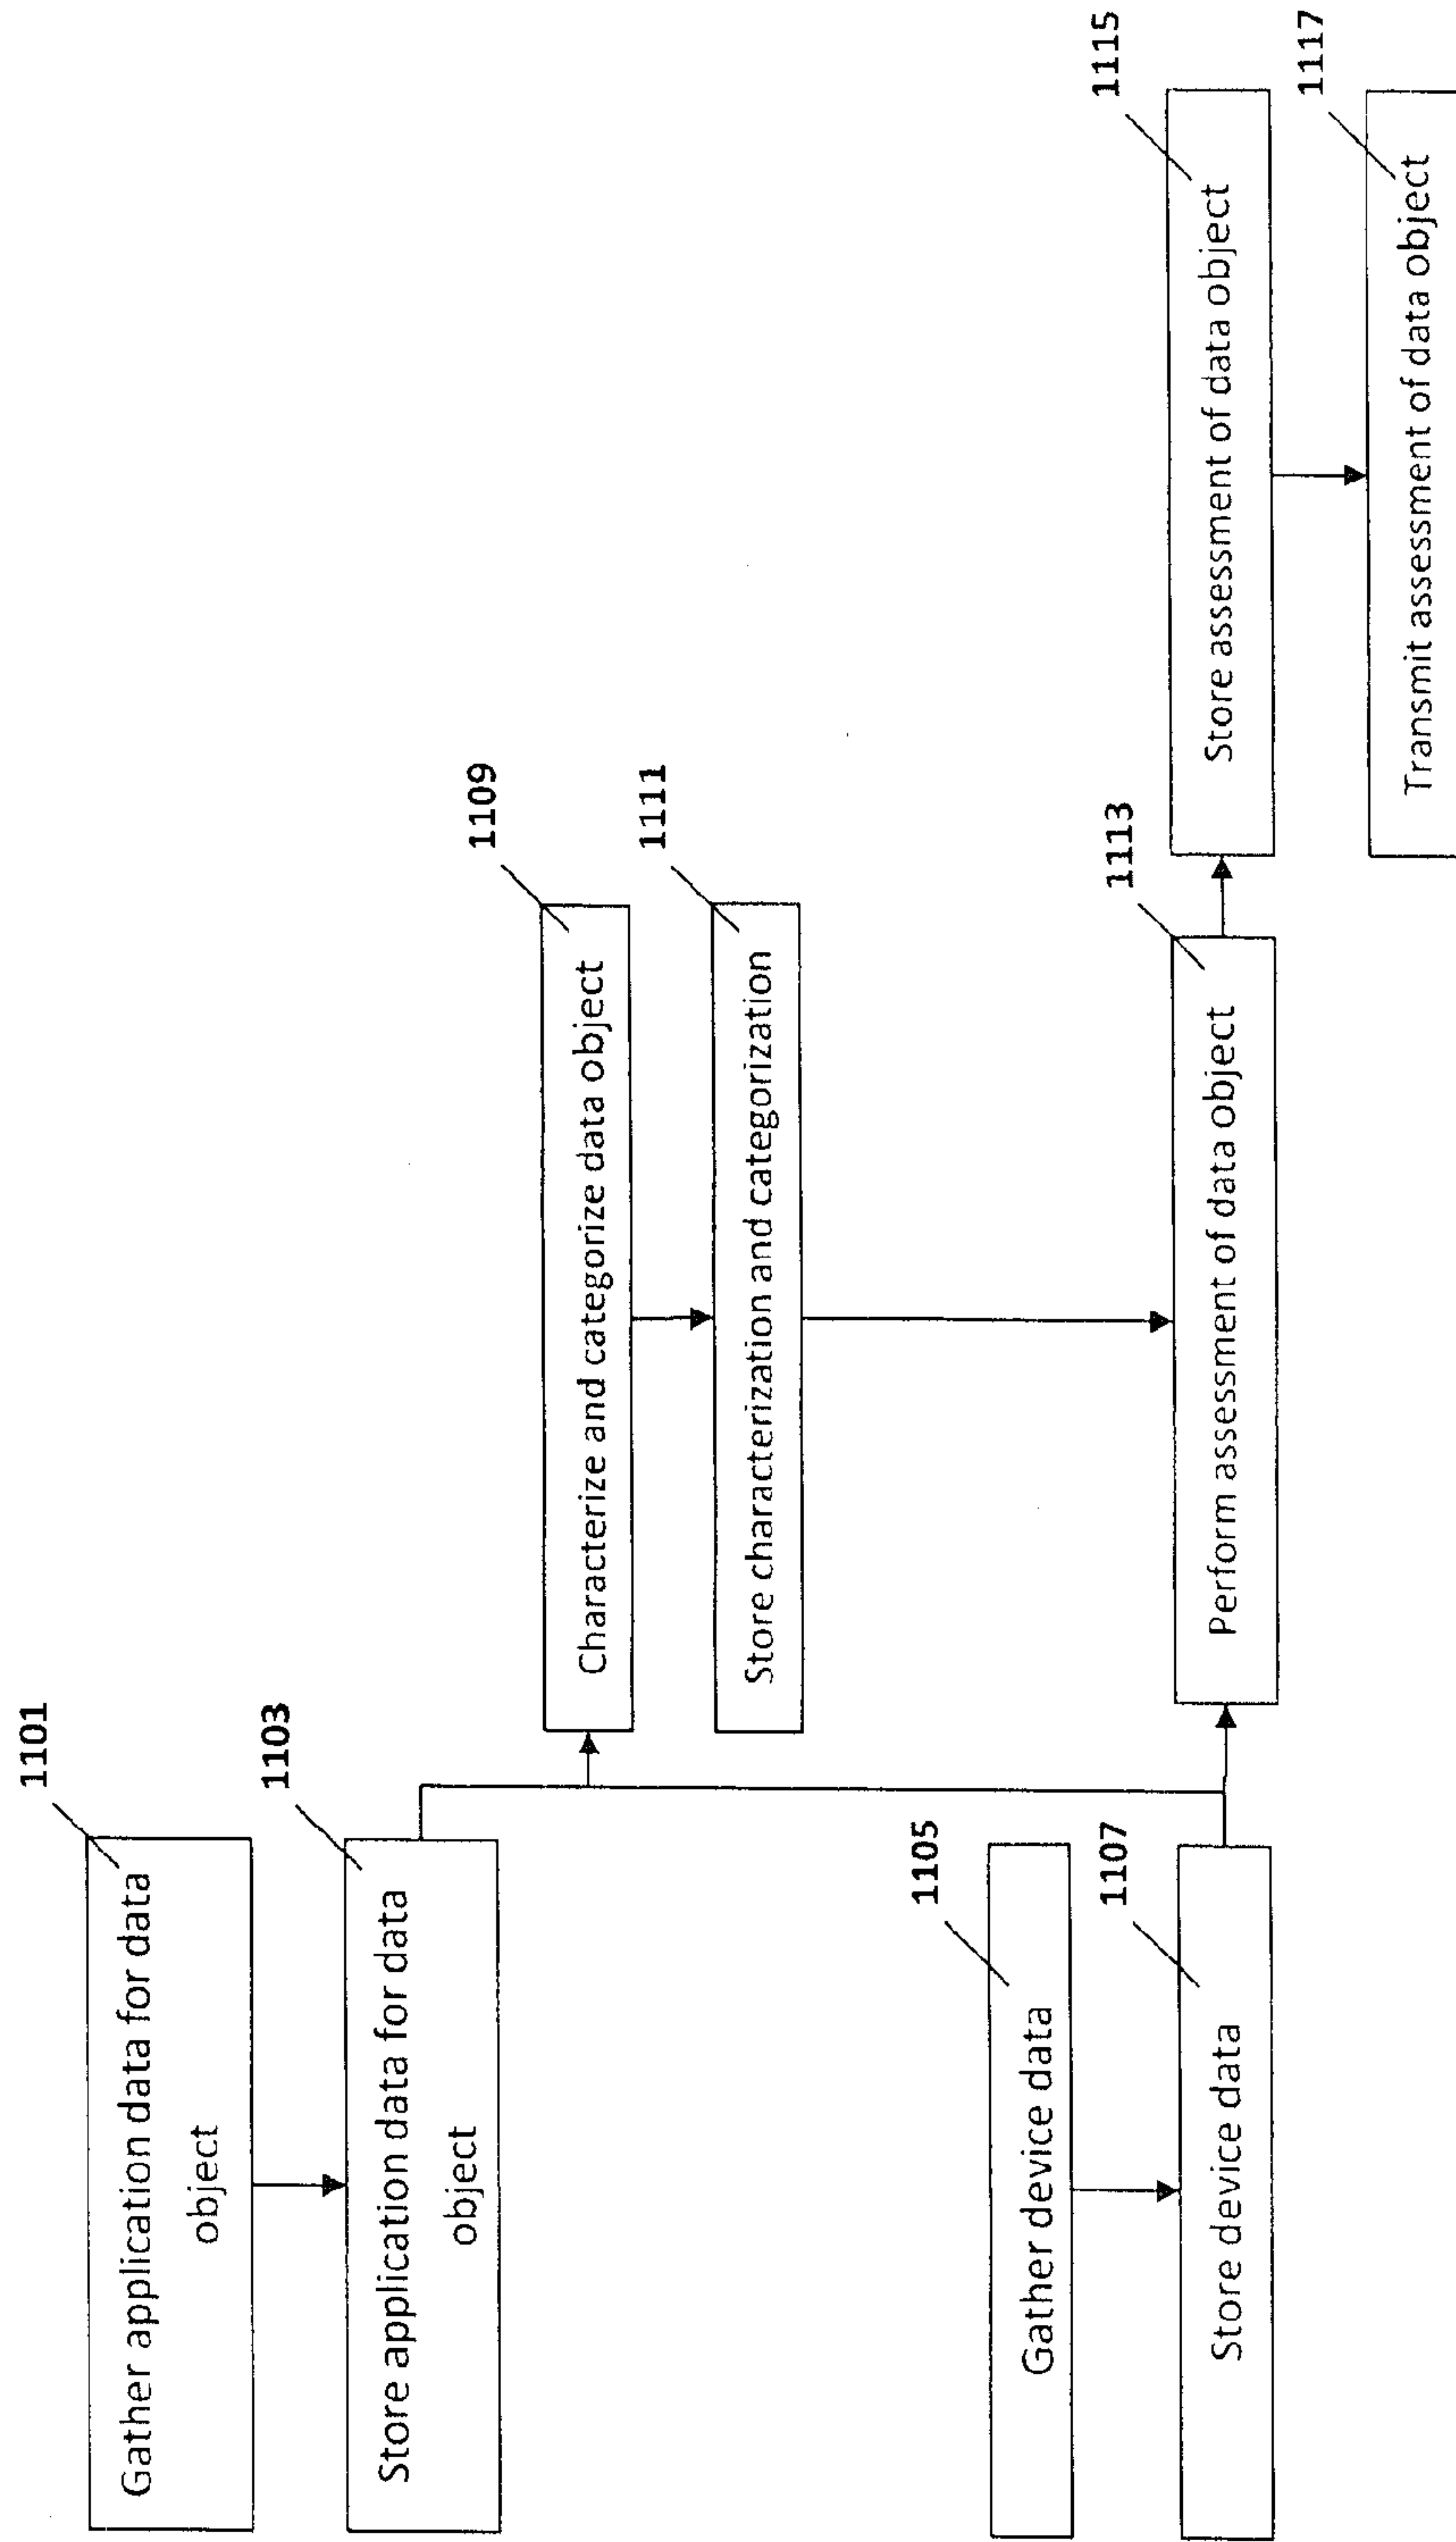 1101
Gather application data for data
object
1103
Store application data for data
object
1105
Gather device data
1107
Store device data
1109
Characterize and categorize data object
1111
Store characterization and categorization
1113
Perform assessment of data object
1115
Store assessment of data object
1117
Transmit assessment of data object